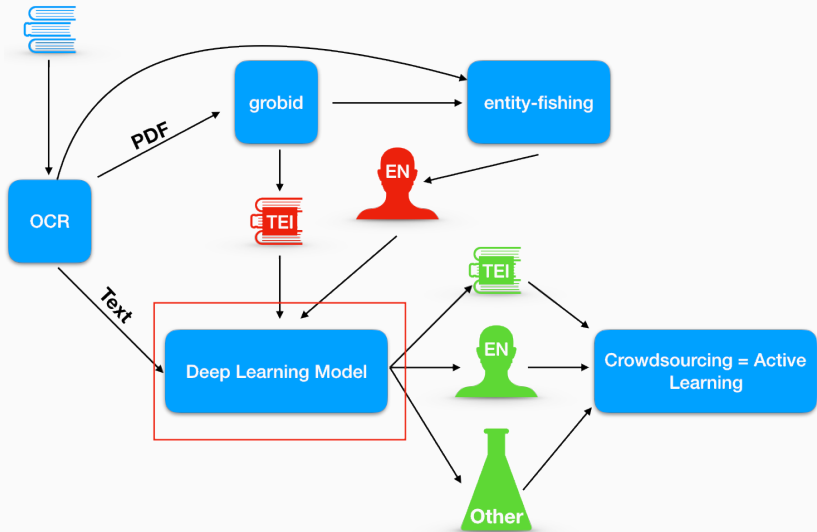 grobid
entity-fishing
PDF
EN
OCR
TEI
TEI
Text
EN
Deep Learning Model
Crowdsourcing = Active
Learning
Other